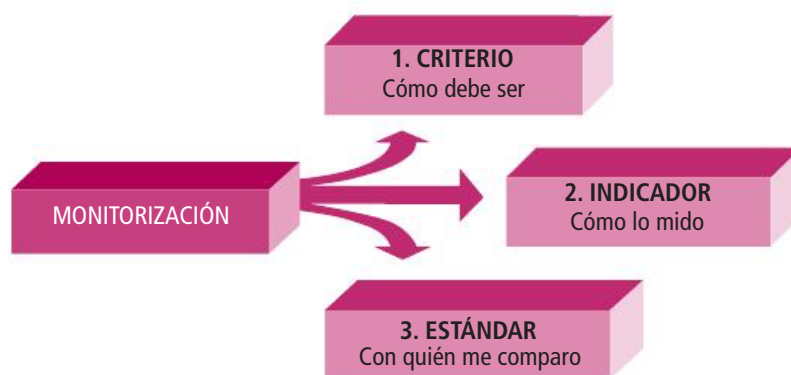 1. CRITERIO
Cómo debe ser
MONITORIZACIÓN
2. INDICADOR
Cómo lo mido
3. ESTÁNDAR
Con quién me comparo